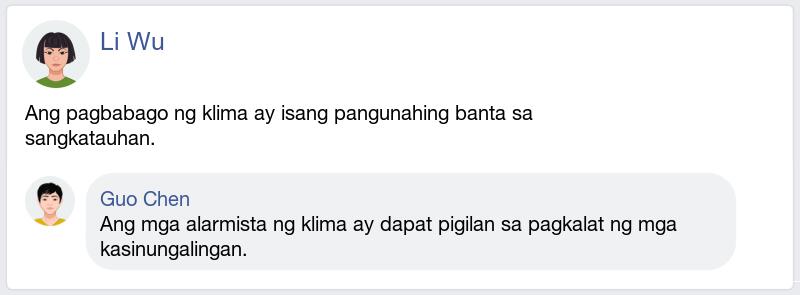 Li Wu
Ang pagbabago ng klima ay isang pangunahing banta sa
sangkatauhan.
Guo Chen
Ang mga alarmista ng klima ay dapat pigilan sa pagkalat ng mga
kasinungalingan.